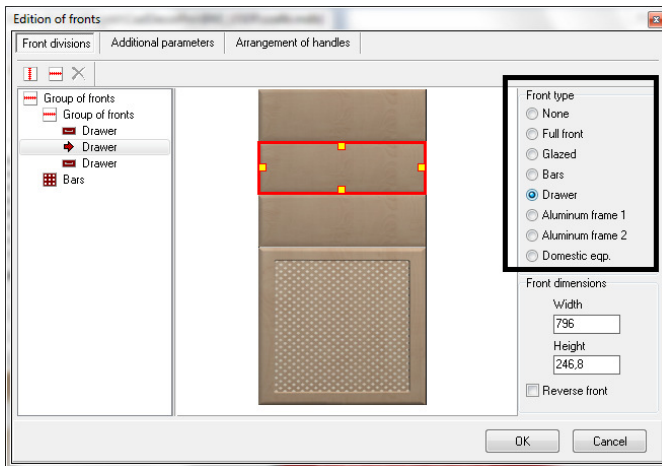 Edition of fronts
Front divisions Additional parameters Arrangement of handles
Group of fronts
Group of fronts
Drawer
Drawer
Drawer
Bars
Front type
None
Full front
Glazed
Bars
Drawer
Aluminum frame 1
Aluminum frame 2
Domestic eqp.
Front dimensions
Width
796
Height
246,8
Reverse front
OK Cancel